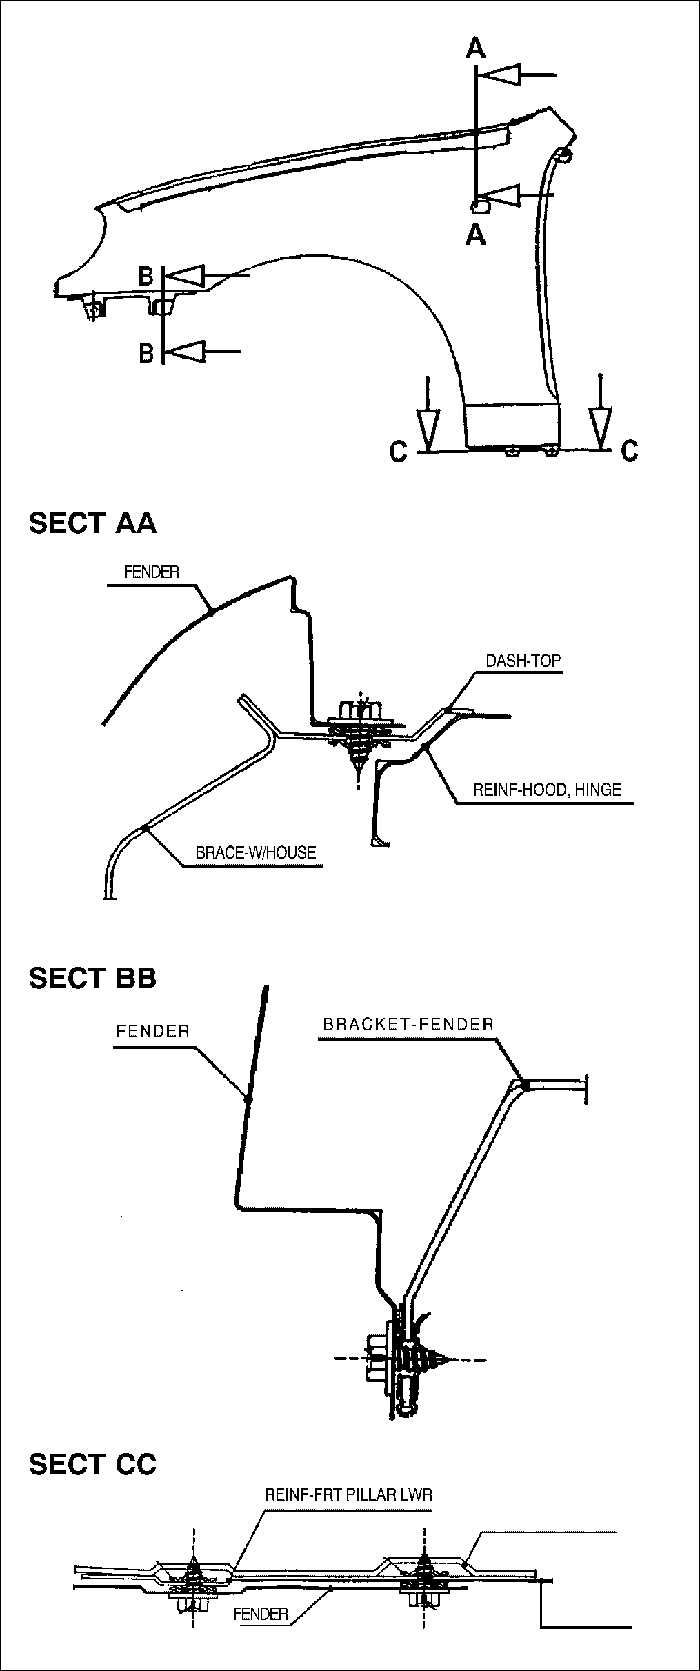 A
A
B
B
C
C
SECT AA
FENDER
DASH-TOP
REINF-HOOD, HINGE
BRACE-W/HOUSE
SECT BB
FENDER
BRACKET-FENDER
SECT CC
REINF-FRT PILLAR LWR
FENDER